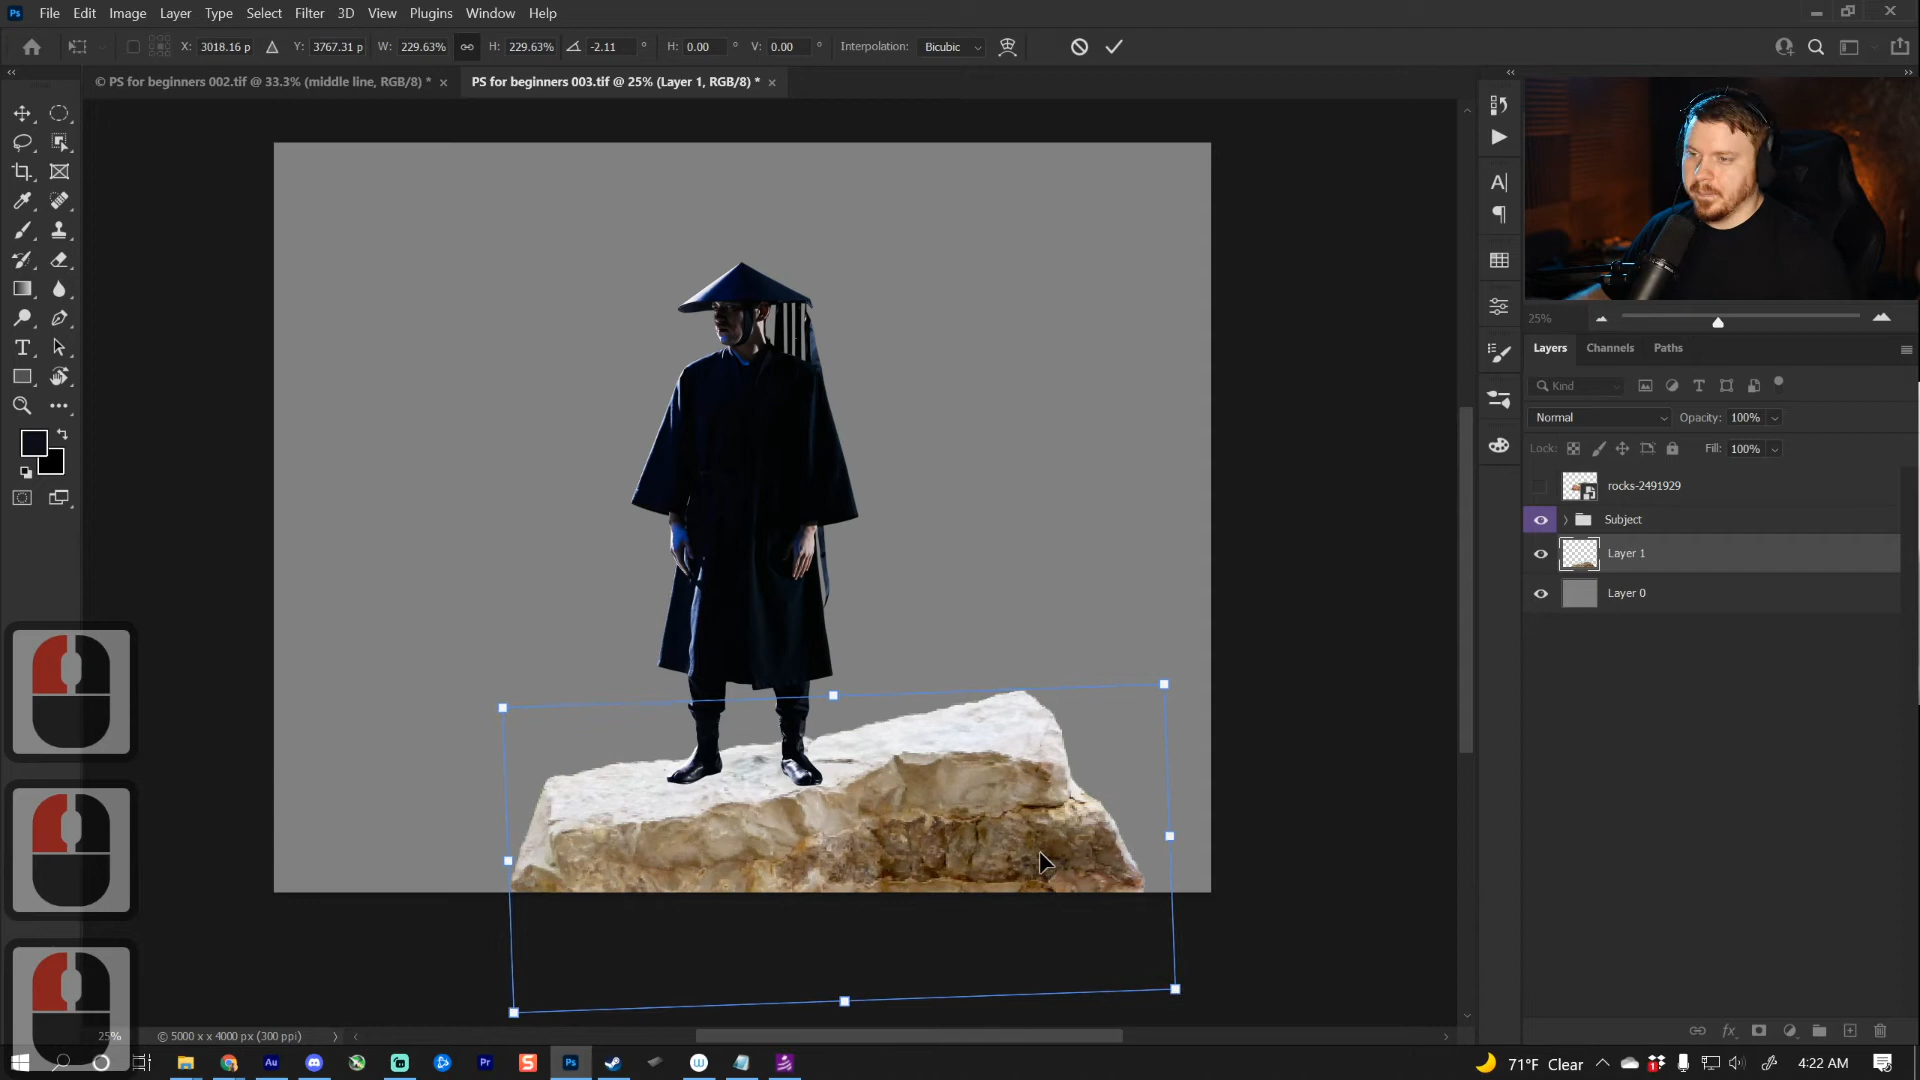 Ps File Edit Image Layer Type Select Filter 3D View Plugins Window Help
X: 3018.16 p Y: 3767.31 p W: 229.63% H: 229.63% -2.11 ° H: 0.00 ° V: 0.00 ° Interpolation: Bicubic
© PS for beginners 002.tif @ 33.3% (middle line, RGB/8) * × PS for beginners 003.tif @ 25% (Layer 1, RGB/8) * ×
25%
Layers Channels Paths
Kind
Normal Opacity: 100%
Lock: Fill: 100%
rocks-2491929
Subject
Layer 1
Layer 0
25% © 5000 x x 4000 px (300 ppi)
Au Pr S Ps W 71°F Clear 4:22 AM